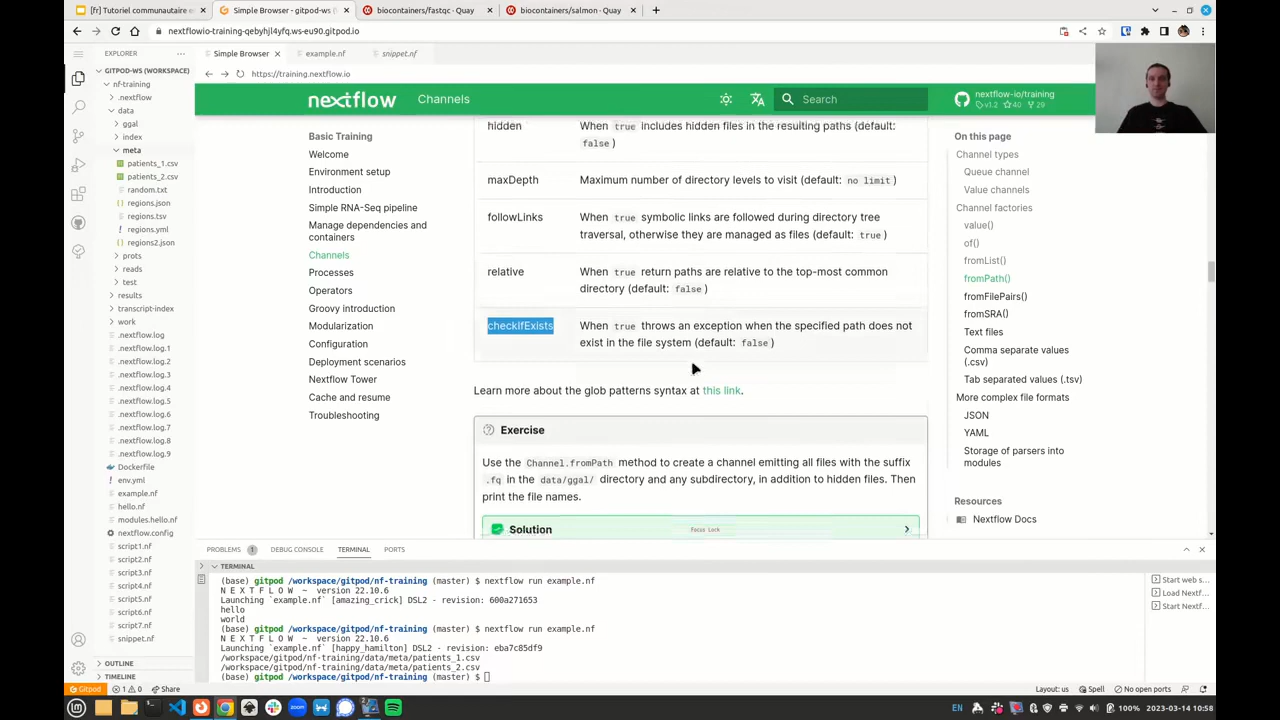 [fr] Tutoriel communautaire e
Simple Browser - gitpod-ws
biocontainers/fastqc · Quay
biocontainers/salmon · Quay
nextflowio-training-qebyhjl4yfq.ws-eu90.gitpod.io
EXPLORER
Simple Browser
example.nf
snippet.nf
GITPOD-WS (WORKSPACE)
https://training.nextflow.io
nf-training
.nextflow
data
ggal
index
meta
patients_1.csv
patients_2.csv
random.txt
regions.json
regions.tsv
regions.yml
regions2.json
prots
reads
test
results
transcript-index
work
.nextflow.log
.nextflow.log.1
.nextflow.log.2
.nextflow.log.3
.nextflow.log.4
.nextflow.log.5
.nextflow.log.6
.nextflow.log.7
.nextflow.log.8
.nextflow.log.9
Dockerfile
env.yml
example.nf
hello.nf
modules.hello.nf
nextflow.config
script1.nf
script2.nf
script3.nf
script4.nf
script5.nf
script6.nf
script7.nf
snippet.nf
OUTLINE
TIMELINE
nextflow
Channels
Search
nextflow-io/training
v1.2 40 29
Basic Training
Welcome
Environment setup
Introduction
Simple RNA-Seq pipeline
Manage dependencies and
containers
Channels
Processes
Operators
Groovy introduction
Modularization
Configuration
Deployment scenarios
Nextflow Tower
Cache and resume
Troubleshooting
hidden When true includes hidden files in the resulting paths (default:
false )
maxDepth Maximum number of directory levels to visit (default: no limit )
followLinks When true symbolic links are followed during directory tree
traversal, otherwise they are managed as files (default: true )
relative When true return paths are relative to the top-most common
directory (default: false )
checkIfExists When true throws an exception when the specified path does not
exist in the file system (default: false )
Learn more about the glob patterns syntax at this link.
Exercise
Use the Channel.fromPath method to create a channel emitting all files with the suffix
.fq in the data/ggal/ directory and any subdirectory, in addition to hidden files. Then
print the file names.
Solution
Focus Lock
On this page
Channel types
Queue channel
Value channels
Channel factories
value()
of()
fromList()
fromPath()
fromFilePairs()
fromSRA()
Text files
Comma separate values
(.csv)
Tab separated values (.tsv)
More complex file formats
JSON
YAML
Storage of parsers into
modules
Resources
Nextflow Docs
PROBLEMS 1 DEBUG CONSOLE TERMINAL PORTS
TERMINAL
(base) gitpod /workspace/gitpod/nf-training (master) $ nextflow run example.nf
N E X T F L O W ~ version 22.10.6
Launching `example.nf` [amazing_crick] DSL2 - revision: 600a271653
hello
world
(base) gitpod /workspace/gitpod/nf-training (master) $ nextflow run example.nf
N E X T F L O W ~ version 22.10.6
Launching `example.nf` [happy_hamilton] DSL2 - revision: eba7c85df9
/workspace/gitpod/nf-training/data/meta/patients_1.csv
/workspace/gitpod/nf-training/data/meta/patients_2.csv
(base) gitpod /workspace/gitpod/nf-training (master) $
Start web s...
Load Nextf...
Start Nextf...
Gitpod 1 0 Share
Layout: us Spell No open ports
EN 100% 2023-03-14 10:58